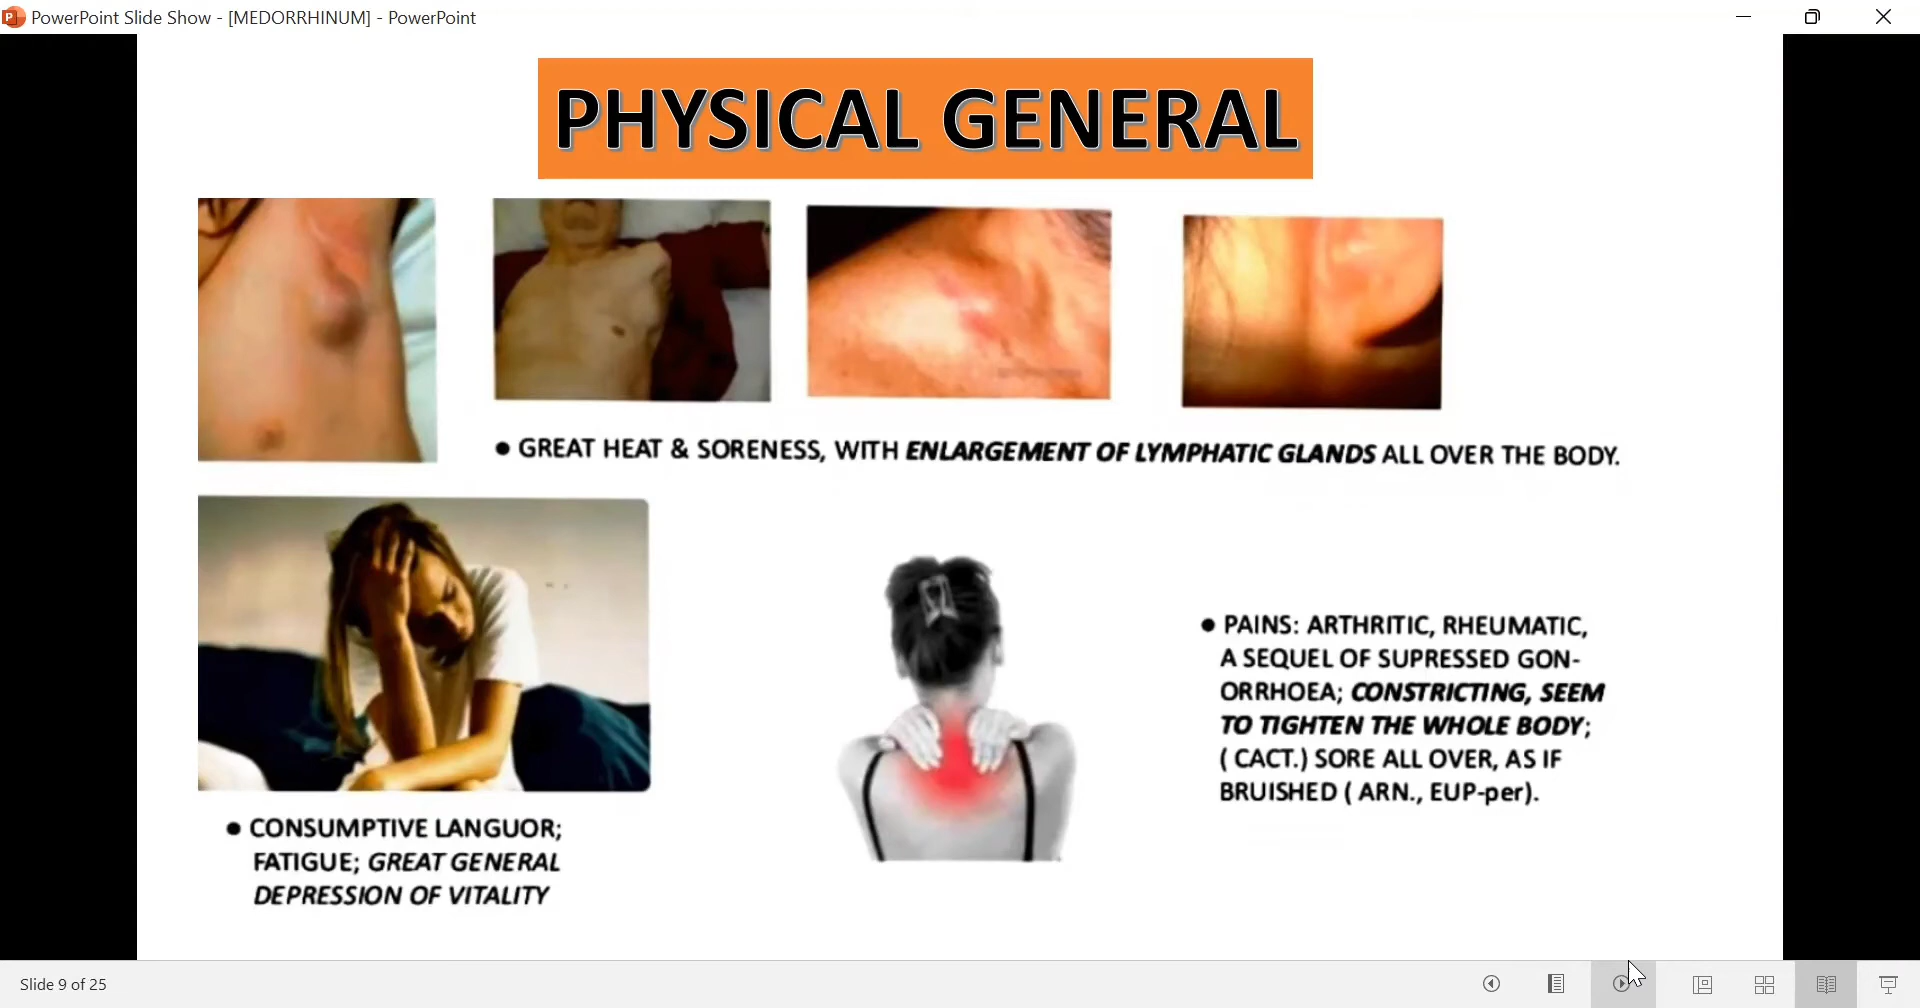 PowerPoint Slide Show - [MEDORRHINUM] - PowerPoint
PHYSICAL GENERAL
● GREAT HEAT & SORENESS, WITH ENLARGEMENT OF LYMPHATIC GLANDS ALL OVER THE BODY.
● PAINS: ARTHRITIC, RHEUMATIC,
A SEQUEL OF SUPRESSED GON-
ORRHOEA; CONSTRICTING, SEEM
TO TIGHTEN THE WHOLE BODY;
( CACT.) SORE ALL OVER, AS IF
BRUISHED ( ARN., EUP-per).
● CONSUMPTIVE LANGUOR;
FATIGUE; GREAT GENERAL
DEPRESSION OF VITALITY
Slide 9 of 25